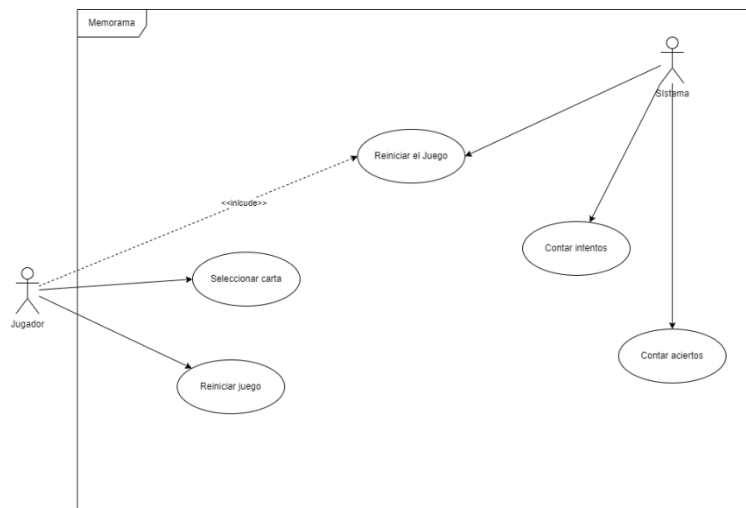 Memorama
Sistema
Reiniciar el Juego
<<inlcude>>
Contar intentos
Seleccionar carta
Jugador
Contar aciertos
Reiniciar juego